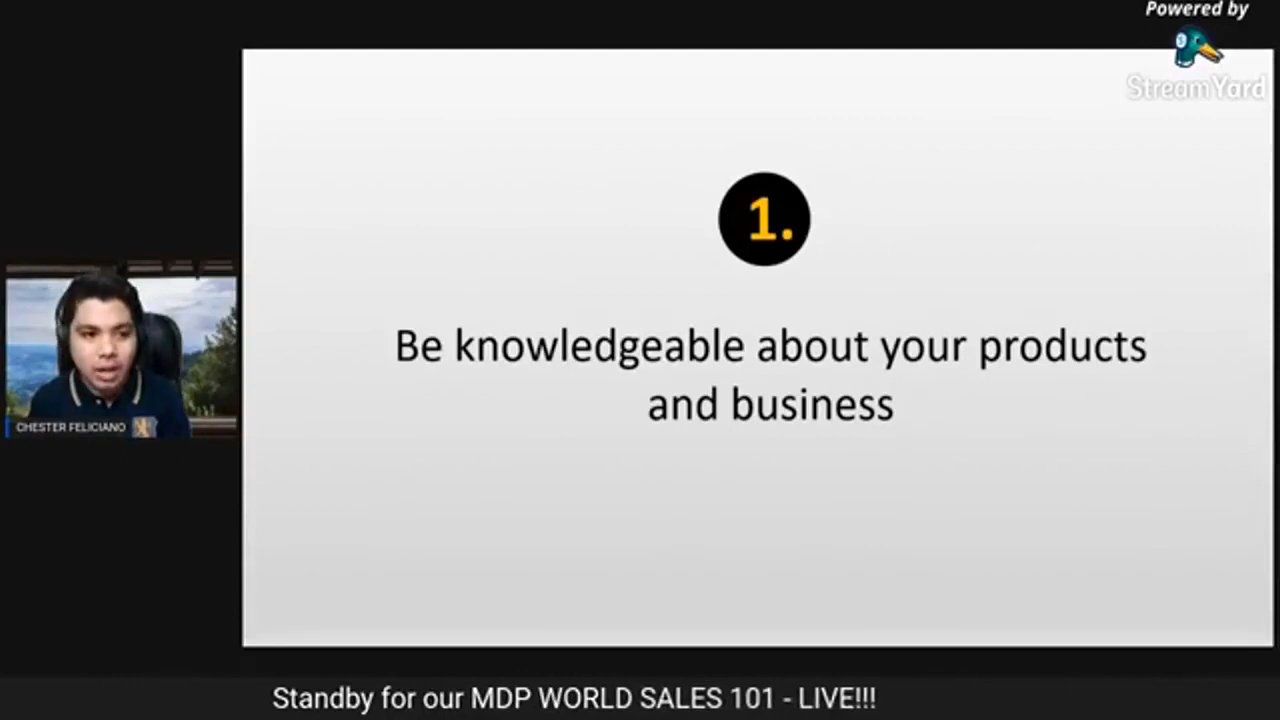 Powered by
StreamYard
1.
Be knowledgeable about your products
and business
CHESTER FELICIANO
Standby for our MDP WORLD SALES 101 - LIVE!!!